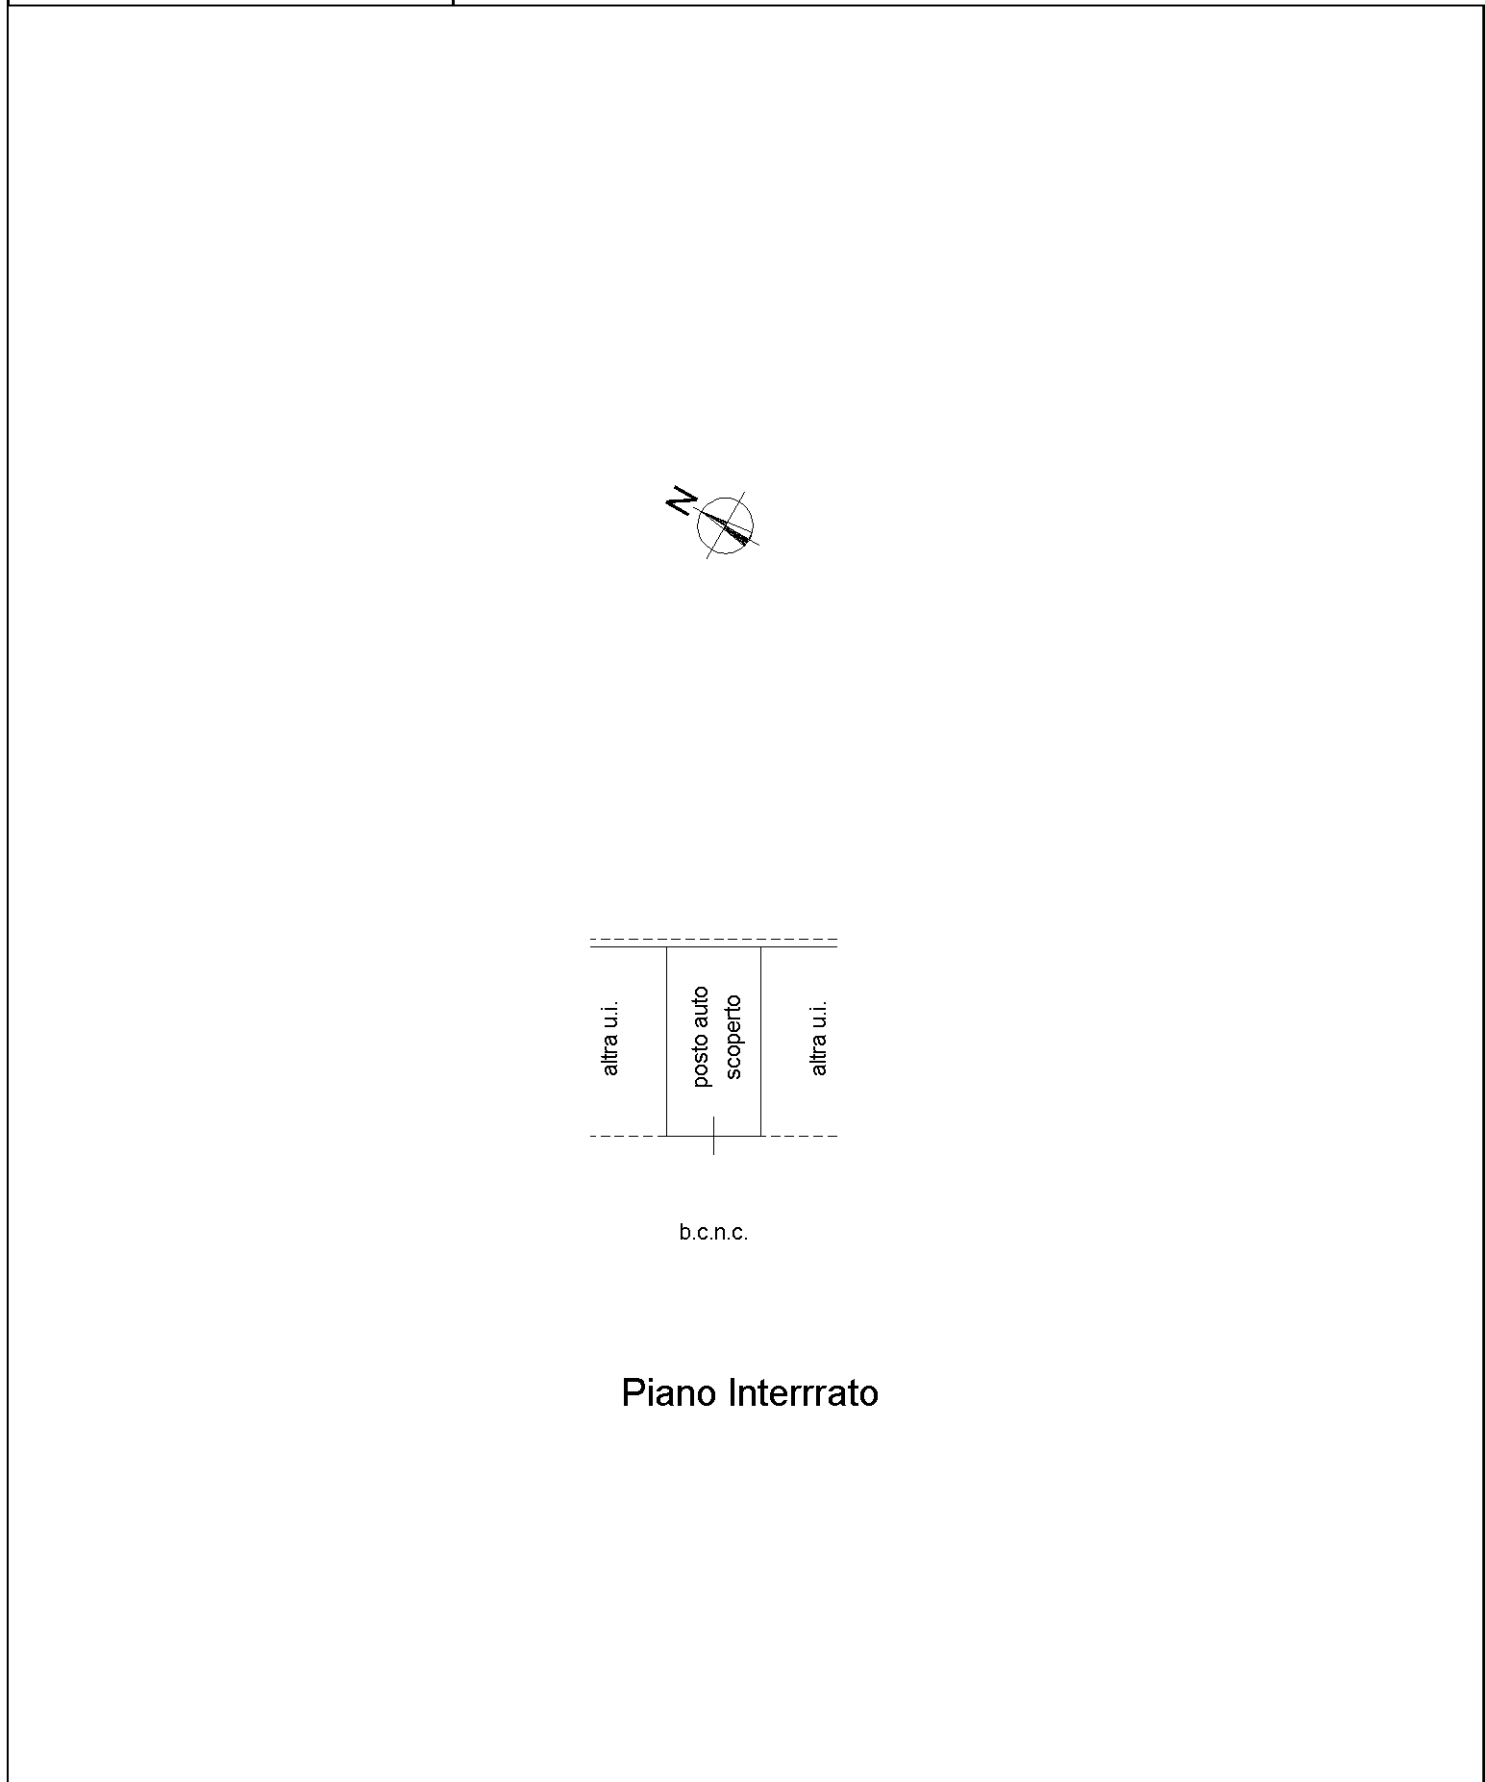 N
altra u.i.
posto auto
scoperto
altra u.i.
b.c.n.c.
Piano Interrrato